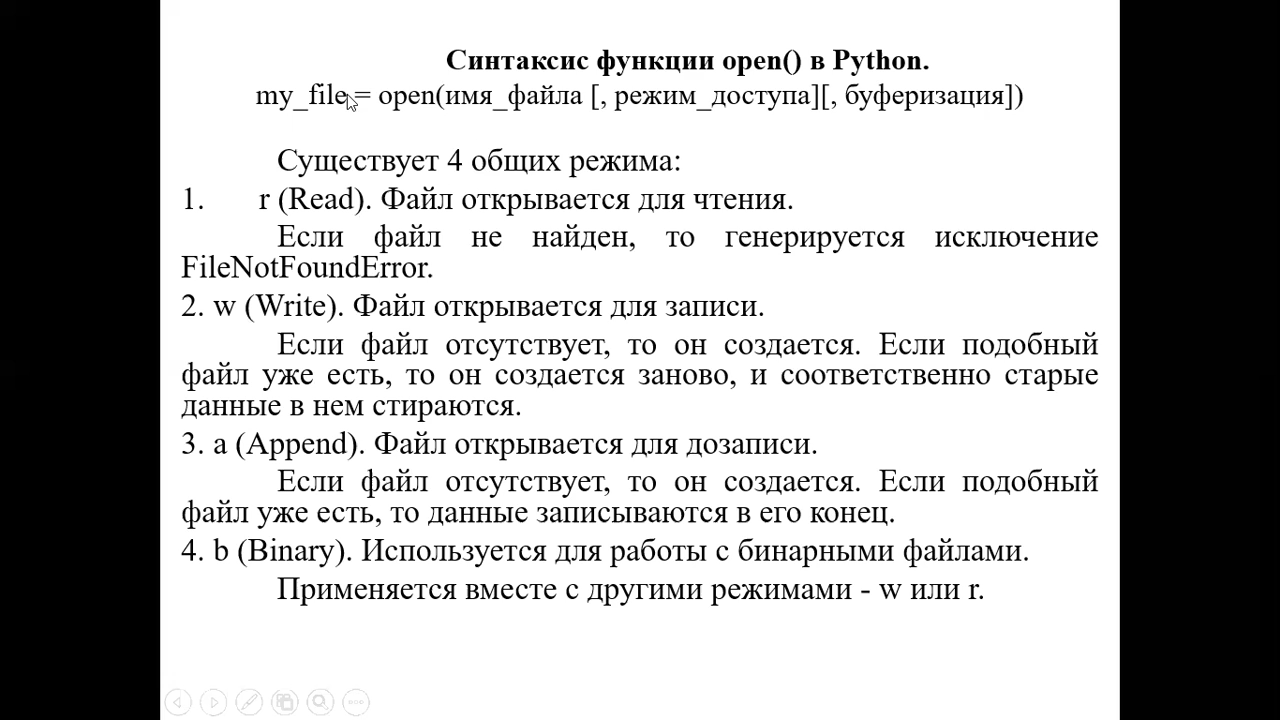 Синтаксис функции open() в Python.
my_file = open(имя_файла [, режим_доступа][, буферизация])
Существует 4 общих режима:
1. r (Read). Файл открывается для чтения.
Если файл не найден, то генерируется исключение
FileNotFoundError.
2. w (Write). Файл открывается для записи.
Если файл отсутствует, то он создается. Если подобный
файл уже есть, то он создается заново, и соответственно старые
данные в нем стираются.
3. a (Append). Файл открывается для дозаписи.
Если файл отсутствует, то он создается. Если подобный
файл уже есть, то данные записываются в его конец.
4. b (Binary). Используется для работы с бинарными файлами.
Применяется вместе с другими режимами - w или r.